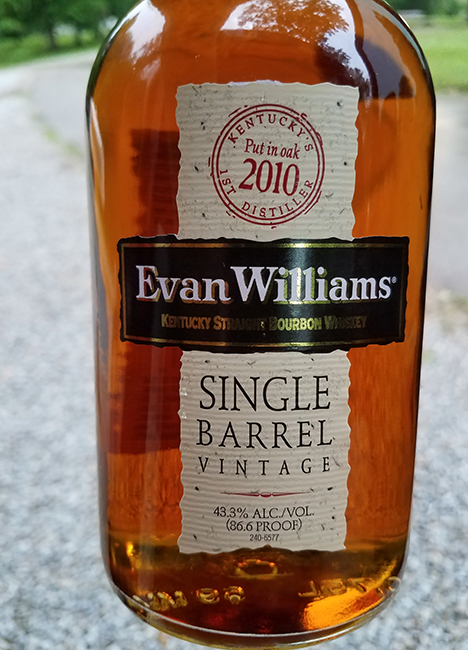 KENTUCKY'S
Put in oak
2010
1ST DISTILLER
Evan Williams®
KENTUCKY STRAIGHT BOURBON WHISKEY
SINGLE
BARREL
VINTAGE
43.3% ALC./VOL.
(86.6 PROOF)
240-6577